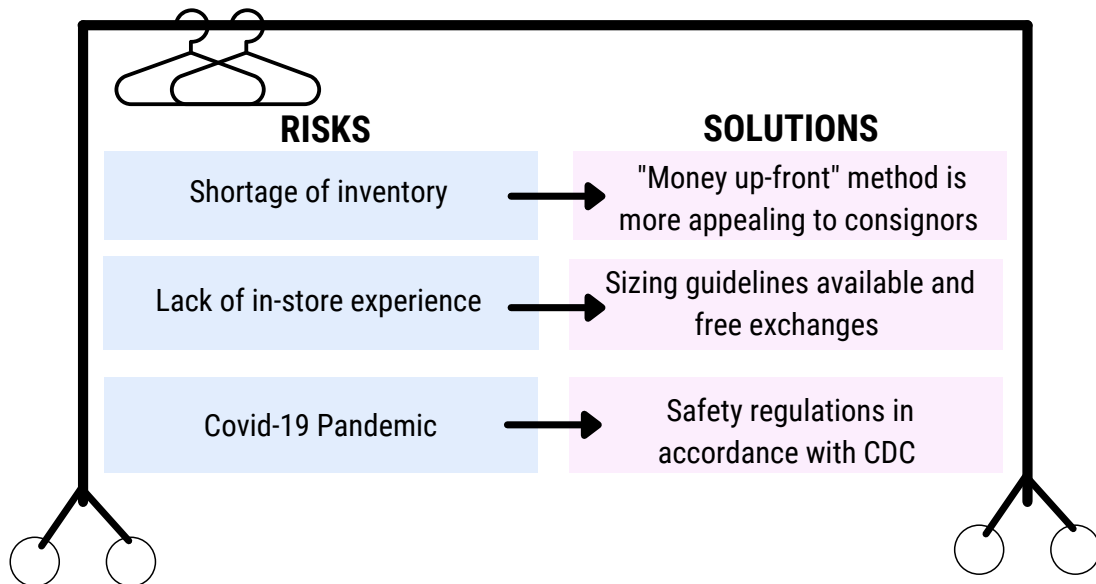 RISKS
SOLUTIONS
Shortage of inventory
"Money up-front" method is
more appealing to consignors
Lack of in-store experience
Sizing guidelines available and
free exchanges
Covid-19 Pandemic
Safety regulations in
accordance with CDC